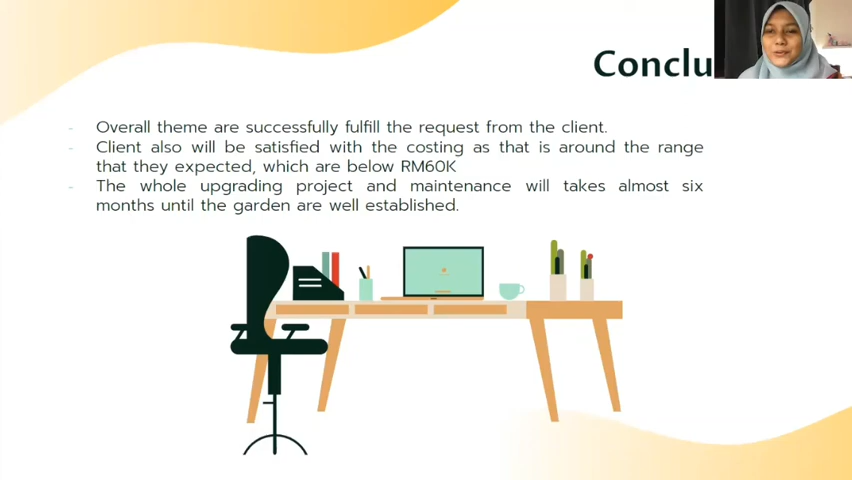 Conclu
- Overall theme are successfully fulfill the request from the client.
- Client also will be satisfied with the costing as that is around the range
that they expected, which are below RM60K
- The whole upgrading project and maintenance will takes almost six
months until the garden are well established.